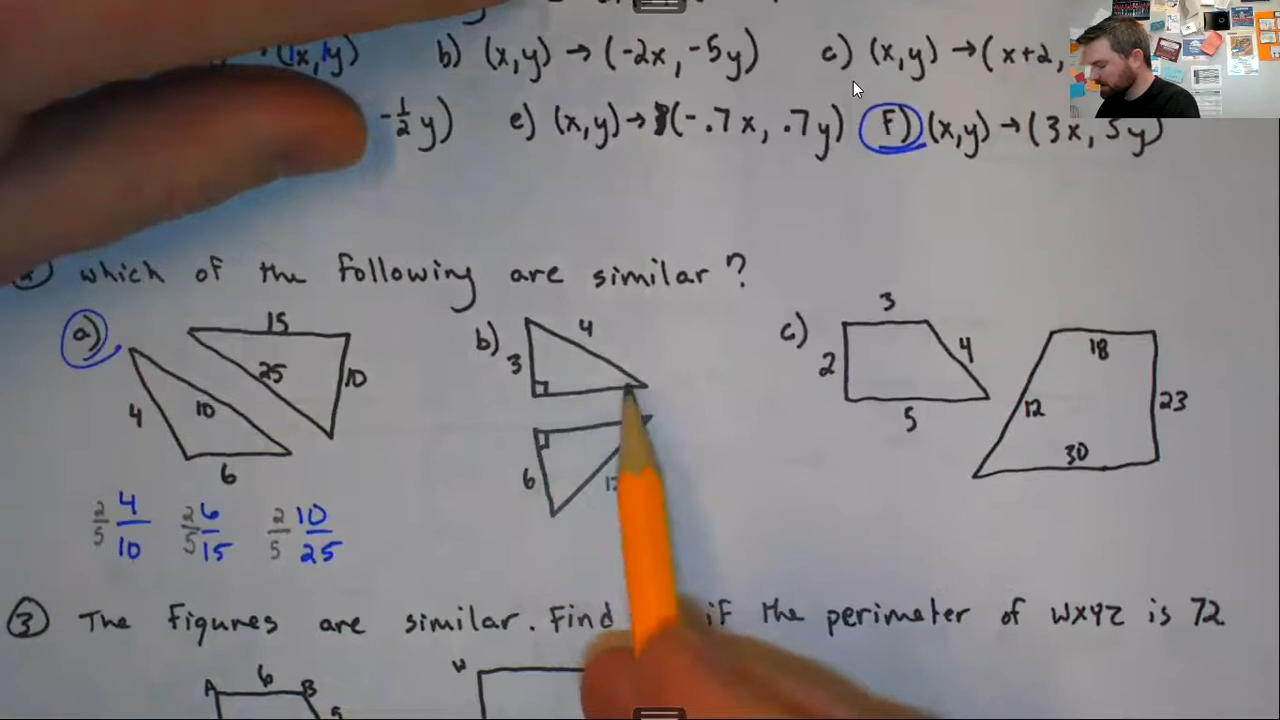 (1x, 1y) b) (x,y) → (-2x, -5y) c) (x,y) → (x+2,
-1/2 y) e) (x,y) → (-.7x, .7y) F) (x,y) → (3x, 5y)
which of the following are similar?
a) 15 25 10 4 10 6
b) 3 4 6
c) 3 2 4 5 18 12 23 30
2/5 4/10 2/5 6/15 2/5 10/25
③ The figures are similar. Find if the perimeter of WXYZ is 72
A 6 B W